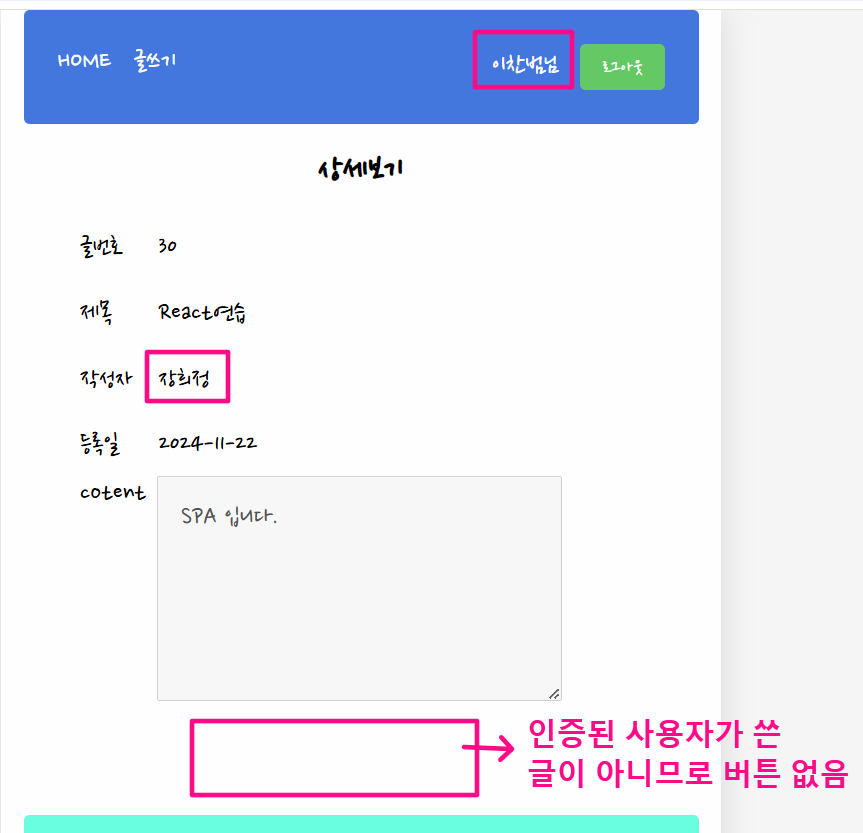 HOME 글쓰기 이찬범님 로그아웃
상세보기
글번호 30
제목 React연습
작성자 장희정
등록일 2024-11-22
cotent
SPA 입니다.
인증된 사용자가 쓴
글이 아니므로 버튼 없음